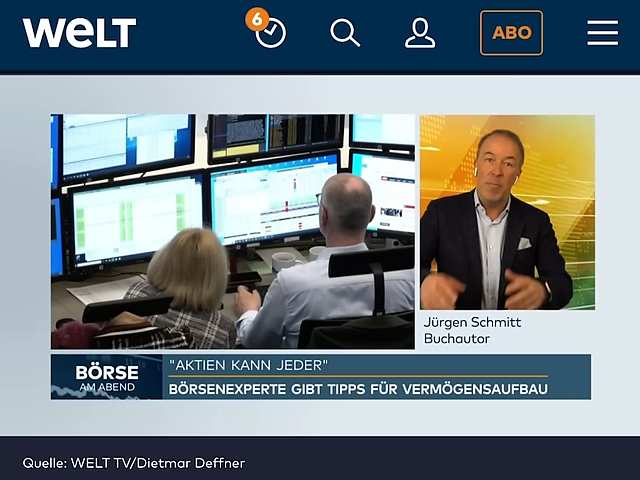 WELT
6
ABO
Jürgen Schmitt
Buchautor
BÖRSE
AM ABEND
"AKTIEN KANN JEDER"
BÖRSENEXPERTE GIBT TIPPS FÜR VERMÖGENSAUFBAU
Quelle: WELT TV/Dietmar Deffner